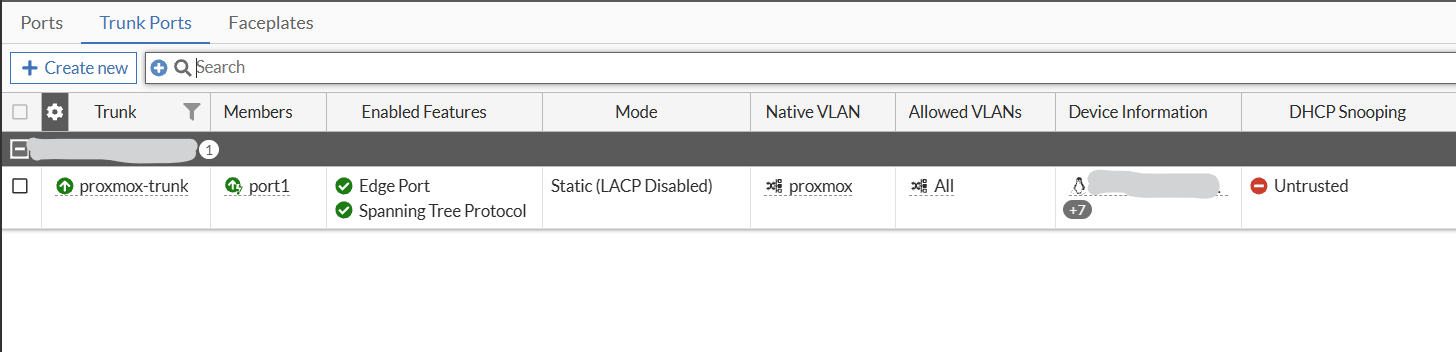 Ports Trunk Ports Faceplates
Create new Search
Trunk Members Enabled Features Mode Native VLAN Allowed VLANs Device Information DHCP Snooping
1
proxmox-trunk port1 Edge Port Static (LACP Disabled) proxmox All Untrusted
Spanning Tree Protocol +7